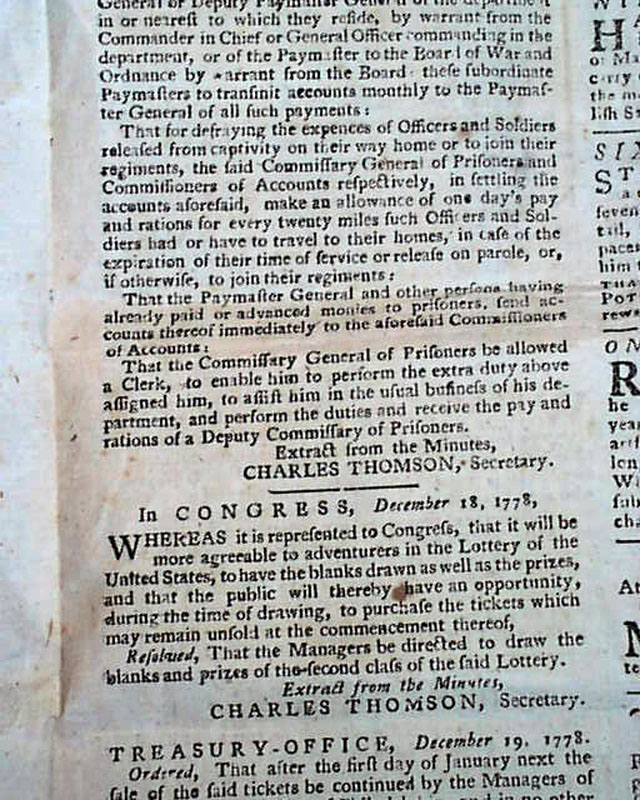 General or Deputy Paymaster General of the department
in or neareſt to which they reſide, by warrant from the
Commander in Chief or General Officer commanding in the
department, or of the Paymaſter to the Board of War and
Ordnance by warrant from the Board: theſe ſubordinate
Paymaſters to tranſmit accounts monthly to the Paymaſ-
ter General of all ſuch payments:
That for defraying the expences of Officers and Soldiers
releaſed from captivity on their way home or to join their
regiments, the ſaid Commiſſary General of Priſoners and
Commiſſioners of Accounts reſpectively, in ſettling the
accounts aforeſaid, make an allowance of one day's pay
and rations for every twenty miles ſuch Officers and Sol-
diers had or have to travel to their homes, in caſe of the
expiration of their time of ſervice or releaſe on parole, or,
if otherwiſe, to join their regiments:
That the Paymaſter General and other perſons having
already paid or advanced monies to priſoners, ſend ac-
counts thereof immediately to the aforeſaid Commiſſioners
of Accounts:
That the Commiſſary General of Priſoners be allowed
a Clerk, to enable him to perform the extra duty above
aſſigned him, to aſſiſt him in the uſual buſineſs of his de-
partment, and perform the duties and receive the pay and
rations of a Deputy Commiſſary of Priſoners.
Extract from the Minutes,
CHARLES THOMSON, Secretary.
In CONGRESS, December 18, 1778,
WHEREAS it is repreſented to Congreſs, that it will be
more agreeable to adventurers in the Lottery of the
United States, to have the blanks drawn as well as the prizes,
and that the public will thereby have an opportunity,
during the time of drawing, to purchaſe the tickets which
may remain unſold at the commencement thereof,
Reſolved, That the Managers be directed to draw the
blanks and prizes of the ſecond claſs of the ſaid Lottery.
Extract from the Minutes,
CHARLES THOMSON, Secretary.
TREASURY-OFFICE, December 19, 1778.
Ordered, That after the firſt day of January next the
ſale of the ſaid tickets be continued by the Managers of